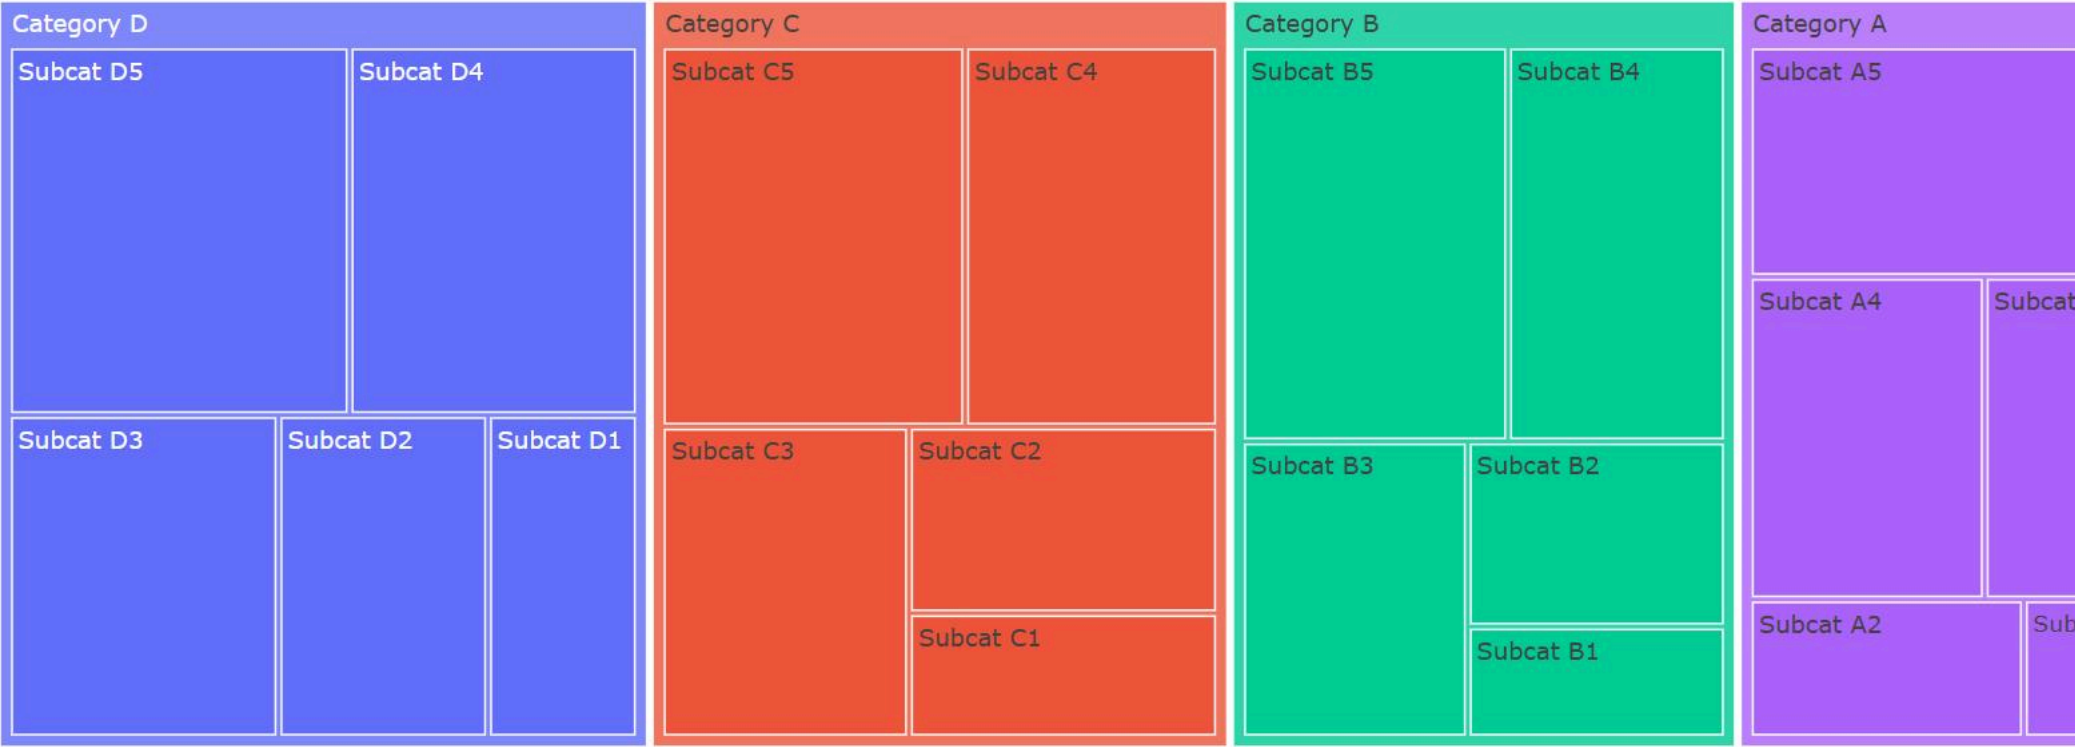 Category D
Subcat D5
Subcat D4
Subcat D3
Subcat D2
Subcat D1
Category C
Subcat C5
Subcat C4
Subcat C3
Subcat C2
Subcat C1
Category B
Subcat B5
Subcat B4
Subcat B3
Subcat B2
Subcat B1
Category A
Subcat A5
Subcat A4
Subcat
Subcat A2
Sub